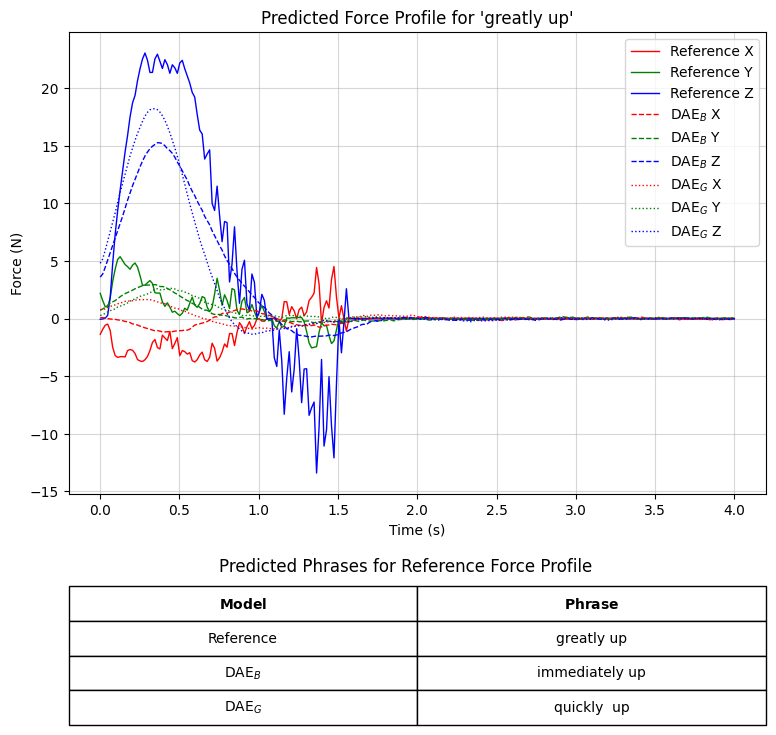 Predicted Force Profile for 'greatly up'
Force (N)
20
15
10
5
0
−5
−10
−15
Reference X
Reference Y
Reference Z
DAE_B X
DAE_B Y
DAE_B Z
DAE_G X
DAE_G Y
DAE_G Z
0.0 0.5 1.0 1.5 2.0 2.5 3.0 3.5 4.0
Time (s)
Predicted Phrases for Reference Force Profile
Model Phrase
Reference greatly up
DAE_B immediately up
DAE_G quickly  up